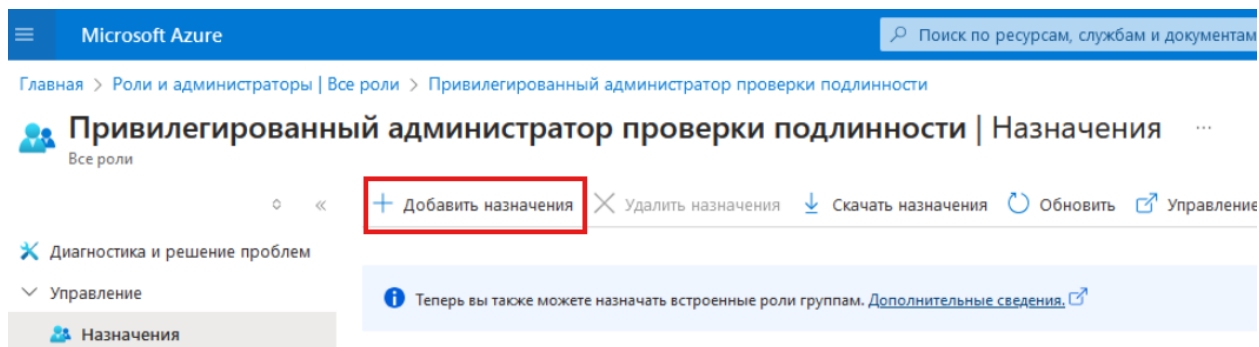 Microsoft Azure
Поиск по ресурсам, службам и документам
Главная > Роли и администраторы | Все роли > Привилегированный администратор проверки подлинности
Привилегированный администратор проверки подлинности | Назначения ...
Все роли
Добавить назначения Удалить назначения Скачать назначения Обновить Управление
Диагностика и решение проблем
Управление
Теперь вы также можете назначать встроенные роли группам. Дополнительные сведения.
Назначения